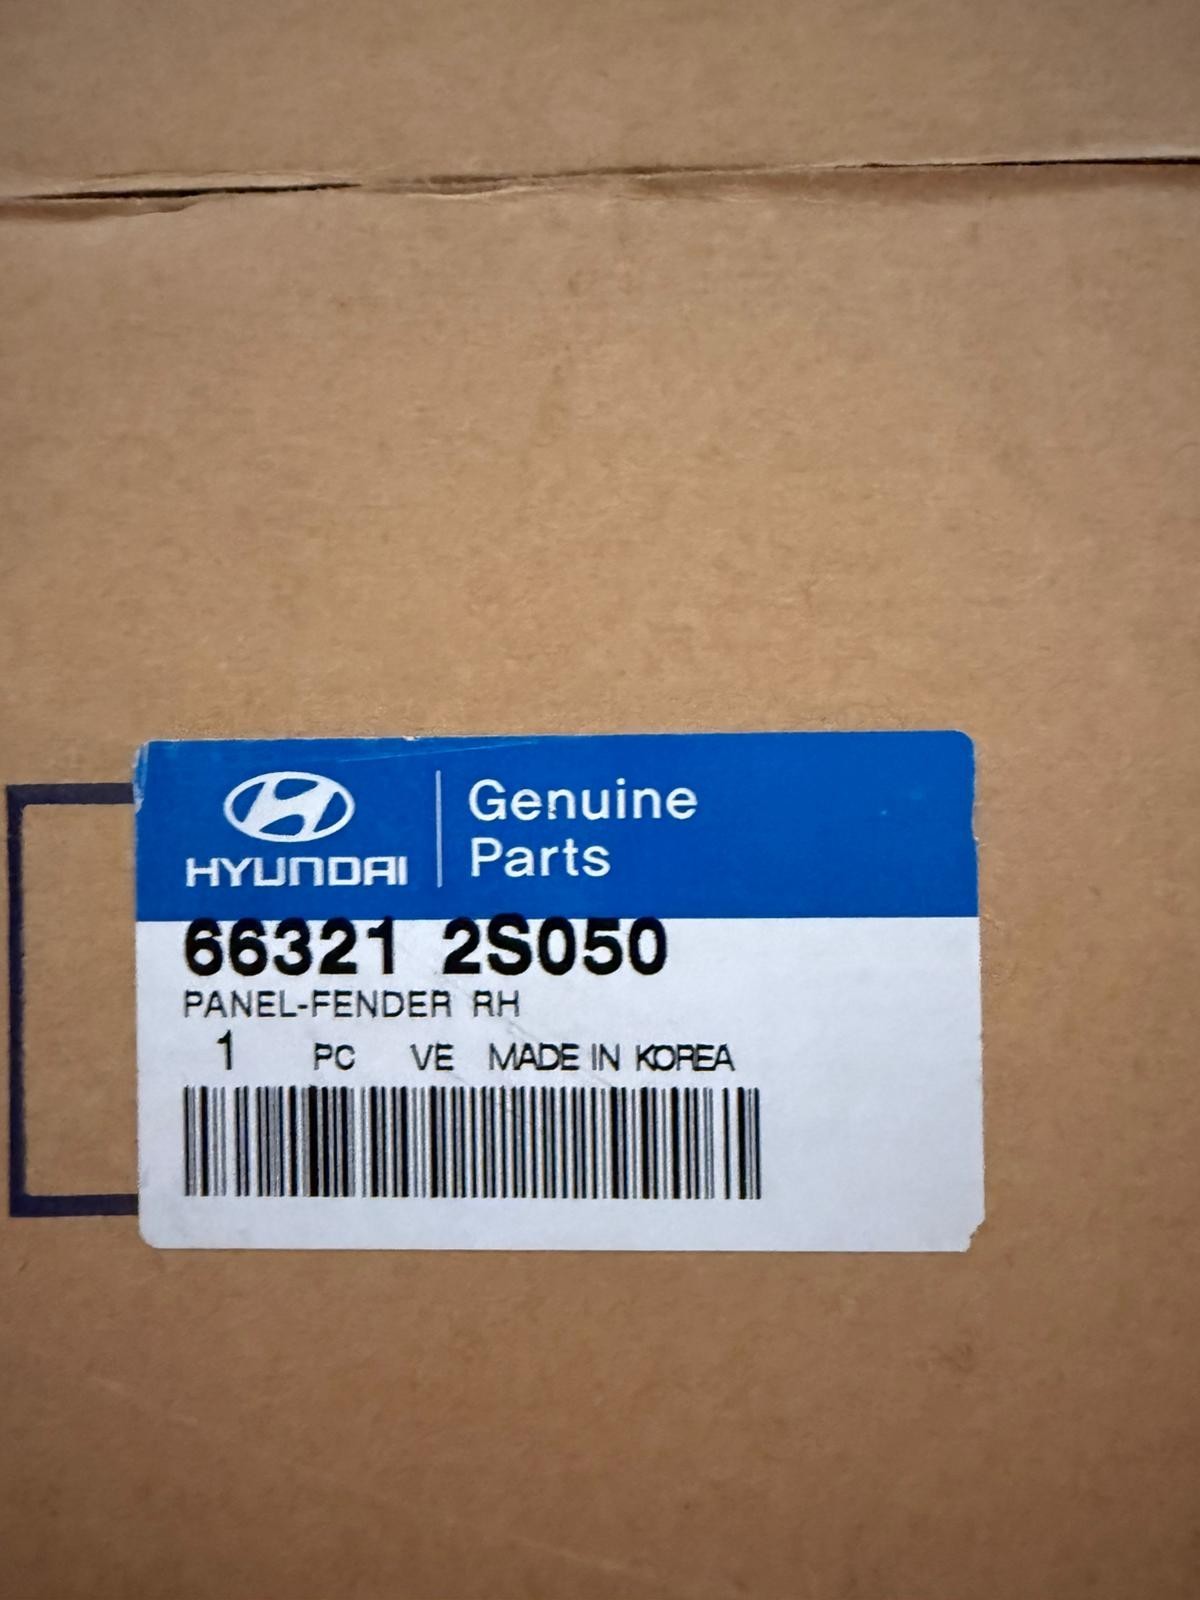 HYUNDAI
Genuine
Parts
66321 2S050
PANEL-FENDER RH
1 PC VE MADE IN KOREA